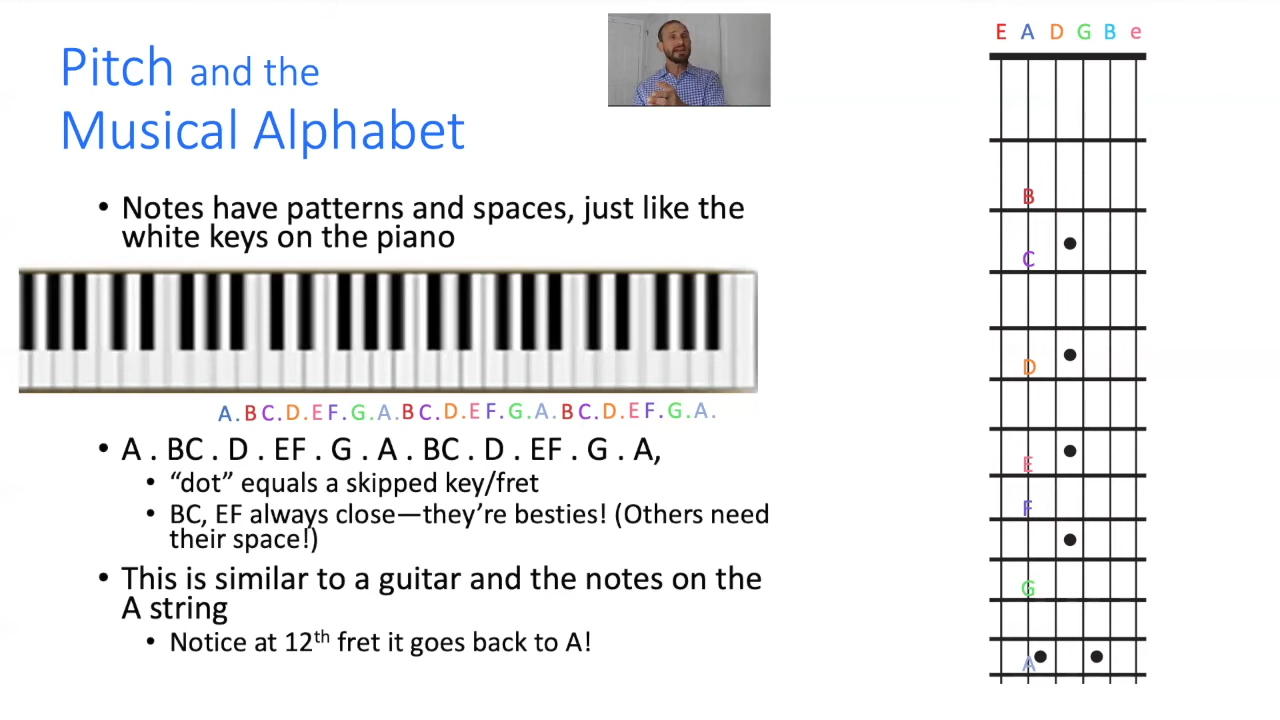 Pitch and the
Musical Alphabet
• Notes have patterns and spaces, just like the
white keys on the piano
A.BC.D.EF.G.A.BC.D.EF.G.A.BC.D.EF.G.A.
• A . BC . D . EF . G . A . BC . D . EF . G . A,
• “dot” equals a skipped key/fret
• BC, EF always close—they’re besties! (Others need
their space!)
• This is similar to a guitar and the notes on the
A string
• Notice at 12th fret it goes back to A!
E A D G B e
B
C
D
E
F
G
A